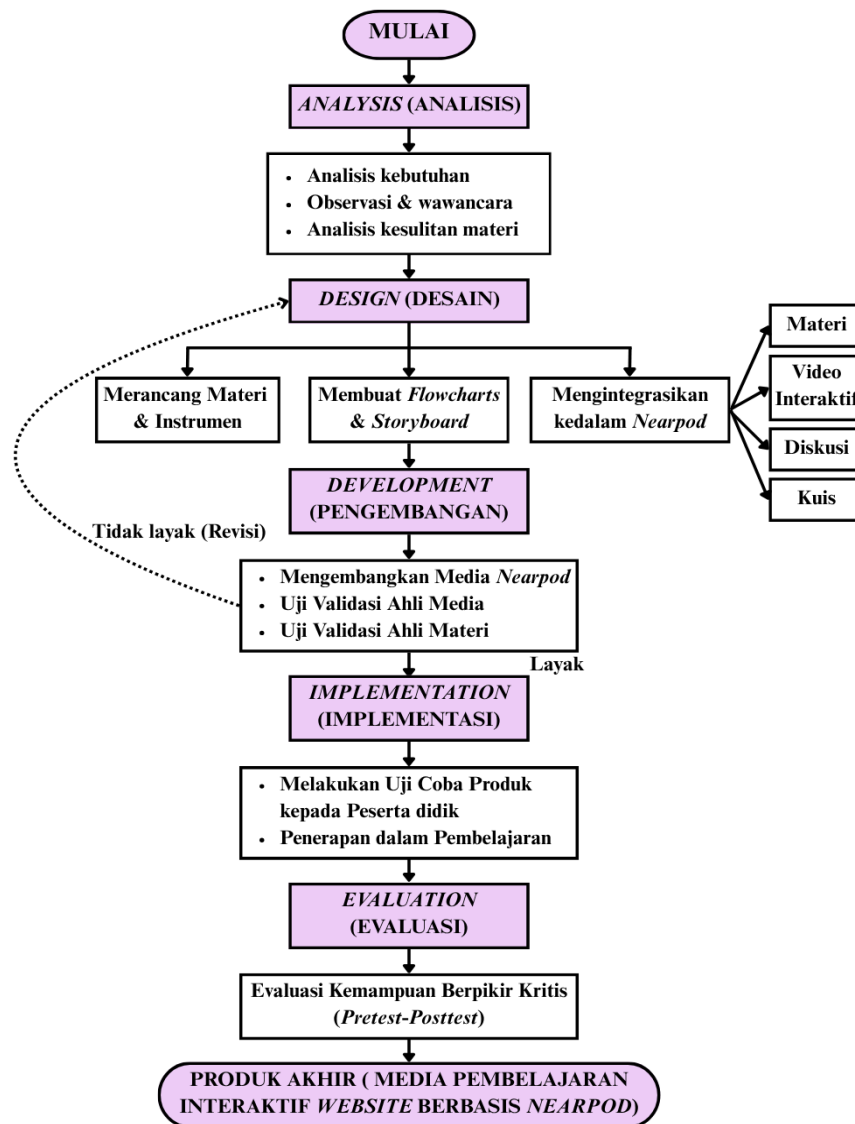 MULAI
ANALYSIS (ANALISIS)
• Analisis kebutuhan
• Observasi & wawancara
• Analisis kesulitan materi
DESIGN (DESAIN)
Merancang Materi
& Instrumen
Membuat Flowcharts
& Storyboard
Mengintegrasikan
kedalam Nearpod
Materi
Video
Interaktif
Diskusi
Kuis
DEVELOPMENT
(PENGEMBANGAN)
Tidak layak (Revisi)
• Mengembangkan Media Nearpod
• Uji Validasi Ahli Media
• Uji Validasi Ahli Materi
Layak
IMPLEMENTATION
(IMPLEMENTASI)
• Melakukan Uji Coba Produk
kepada Peserta didik
• Penerapan dalam Pembelajaran
EVALUATION
(EVALUASI)
Evaluasi Kemampuan Berpikir Kritis
(Pretest-Posttest)
PRODUK AKHIR ( MEDIA PEMBELAJARAN
INTERAKTIF WEBSITE BERBASIS NEARPOD)